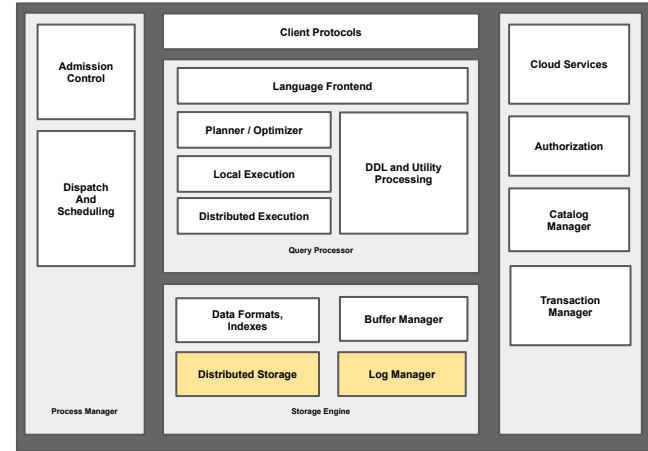 Admission
Control
Dispatch
And
Scheduling
Process Manager
Client Protocols
Language Frontend
Planner / Optimizer
Local Execution
Distributed Execution
DDL and Utility
Processing
Query Processor
Data Formats,
Indexes
Buffer Manager
Distributed Storage
Log Manager
Storage Engine
Cloud Services
Authorization
Catalog
Manager
Transaction
Manager